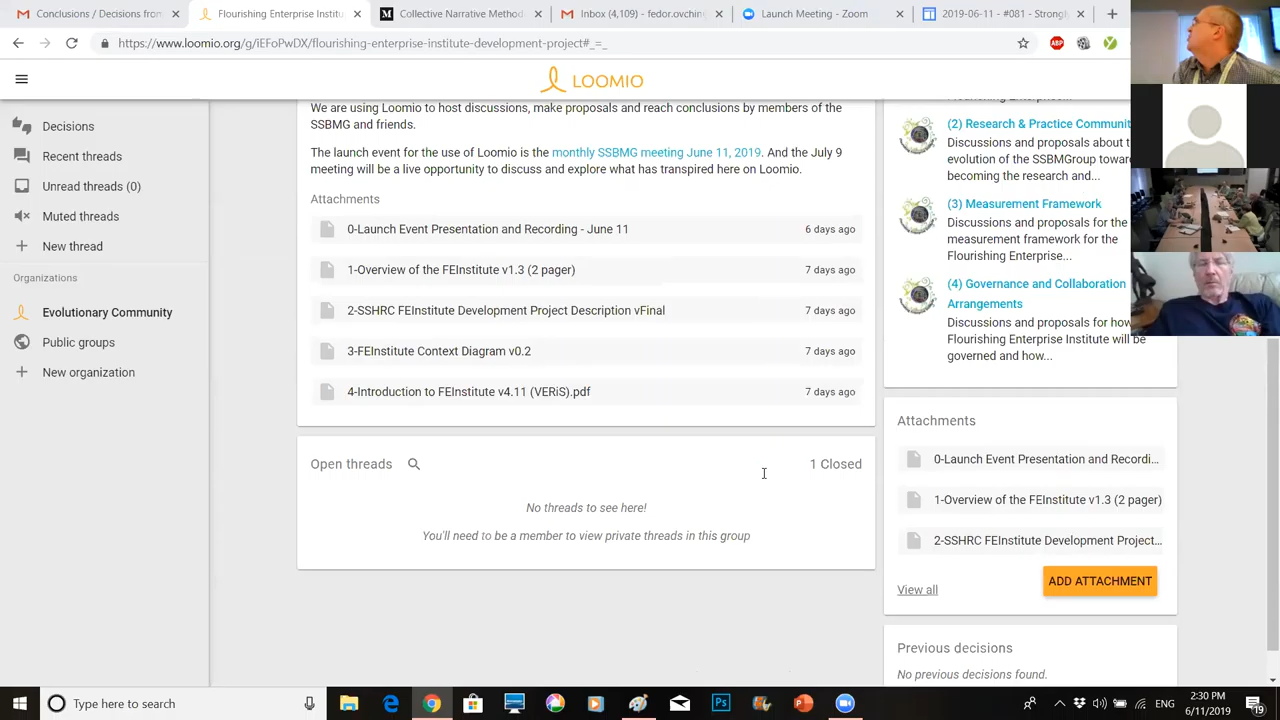 Conclusions / Decisions from
Flourishing Enterprise Institu
Collective Narrative Method
Inbox (4,109) - fedor.ovching
Launch Meeting - Zoom
2019-06-11 - #081 - Strongly
https://www.loomio.org/g/iEFoPwDX/flourishing-enterprise-institute-development-project#_=_
ABP
LOOMIO
Decisions
Recent threads
Unread threads (0)
Muted threads
New thread
Organizations
Evolutionary Community
Public groups
New organization
We are using Loomio to host discussions, make proposals and reach conclusions by members of the
SSBMG and friends.
The launch event for the use of Loomio is the monthly SSBMG meeting June 11, 2019. And the July 9
meeting will be a live opportunity to discuss and explore what has transpired here on Loomio.
Attachments
0-Launch Event Presentation and Recording - June 11 6 days ago
1-Overview of the FEInstitute v1.3 (2 pager) 7 days ago
2-SSHRC FEInstitute Development Project Description vFinal 7 days ago
3-FEInstitute Context Diagram v0.2 7 days ago
4-Introduction to FEInstitute v4.11 (VERiS).pdf 7 days ago
Open threads 1 Closed
No threads to see here!
You'll need to be a member to view private threads in this group
(2) Research & Practice Communit
Discussions and proposals about t
evolution of the SSBMGroup towar
becoming the research and...
(3) Measurement Framework
Discussions and proposals for the
measurement framework for the
Flourishing Enterprise...
(4) Governance and Collaboration
Arrangements
Discussions and proposals for how
Flourishing Enterprise Institute will be
governed and how...
Attachments
0-Launch Event Presentation and Recordi...
1-Overview of the FEInstitute v1.3 (2 pager)
2-SSHRC FEInstitute Development Project...
View all
ADD ATTACHMENT
Previous decisions
No previous decisions found.
Type here to search
Ps
ENG
2:30 PM
6/11/2019
19